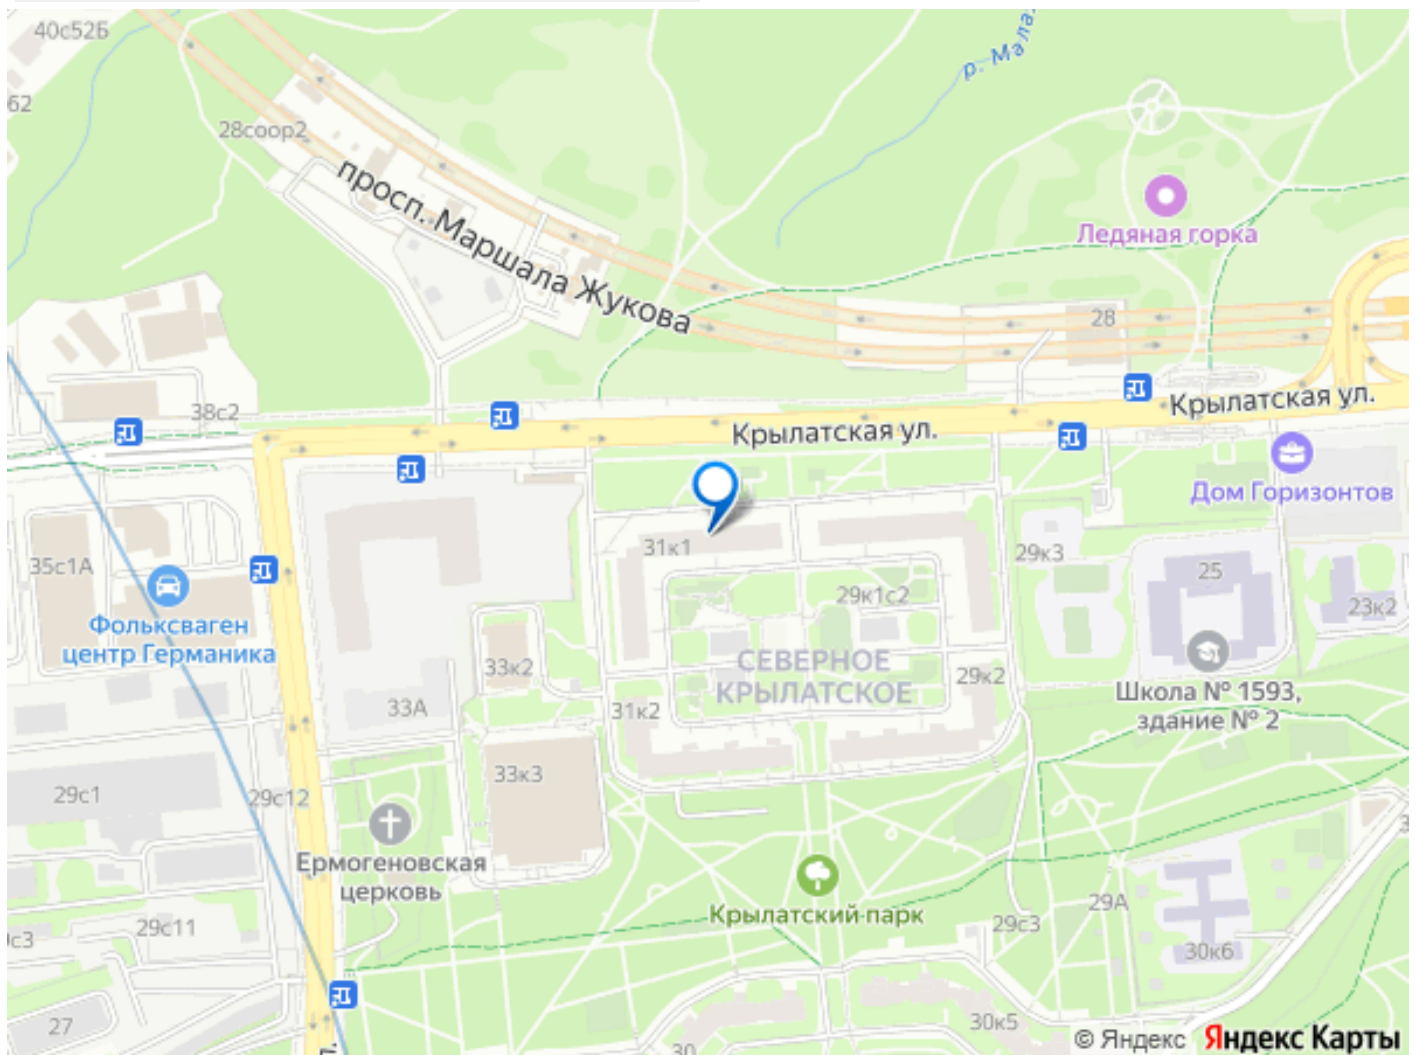 40с52Б
р. Мала
62
28соор2
просп. Маршала Жукова
Ледяная горка
28
38с2
Крылатская ул.
Крылатская ул.
Дом Горизонтов
31к1
29к3
35с1А
25
29к1с2
23к2
Фольксваген
центр Германика
33к2
СЕВЕРНОЕ
КРЫЛАТСКОЕ
29к2
33А
31к2
Школа № 1593,
здание № 2
33к3
29с1
29с12
Ермогеновская
церковь
Крылатский парк
29А
29с11
29с3
30к6
27
30к5
30
© Яндекс Яндекс Карты